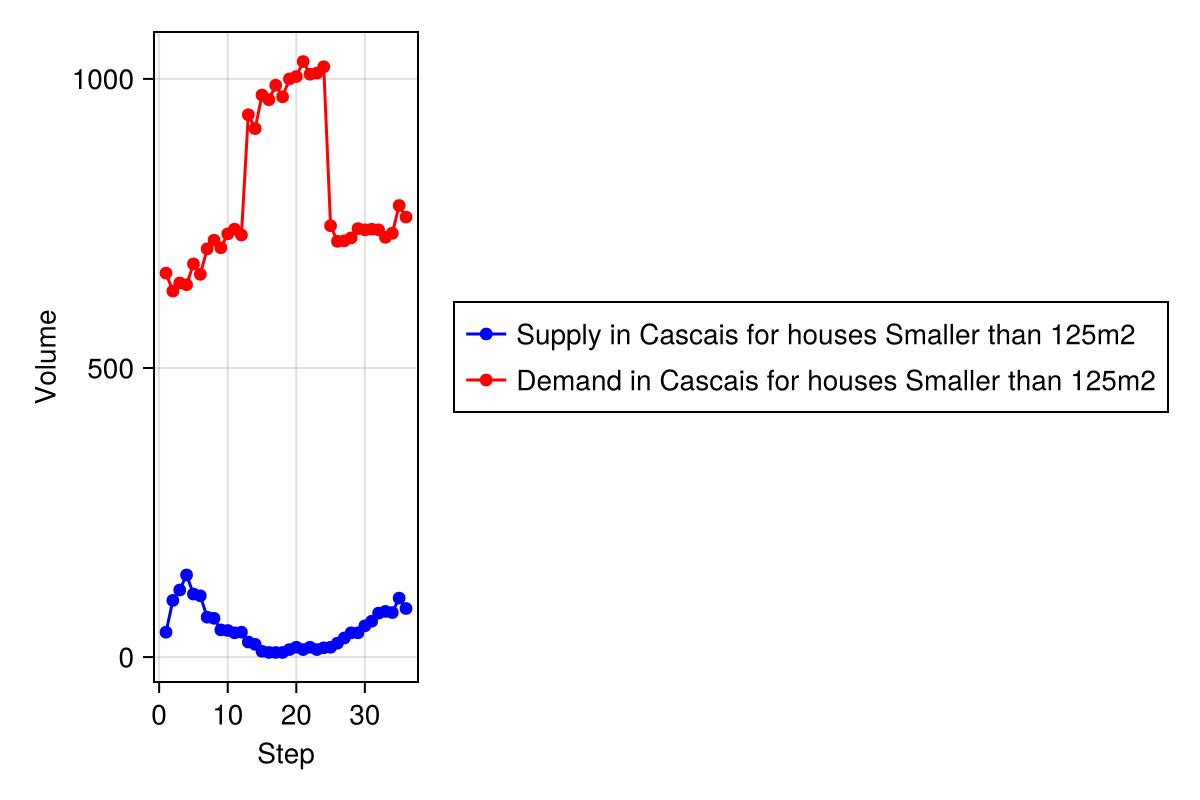 Volume
1000
500
0
0 10 20 30
Step
Supply in Cascais for houses Smaller than 125m2
Demand in Cascais for houses Smaller than 125m2